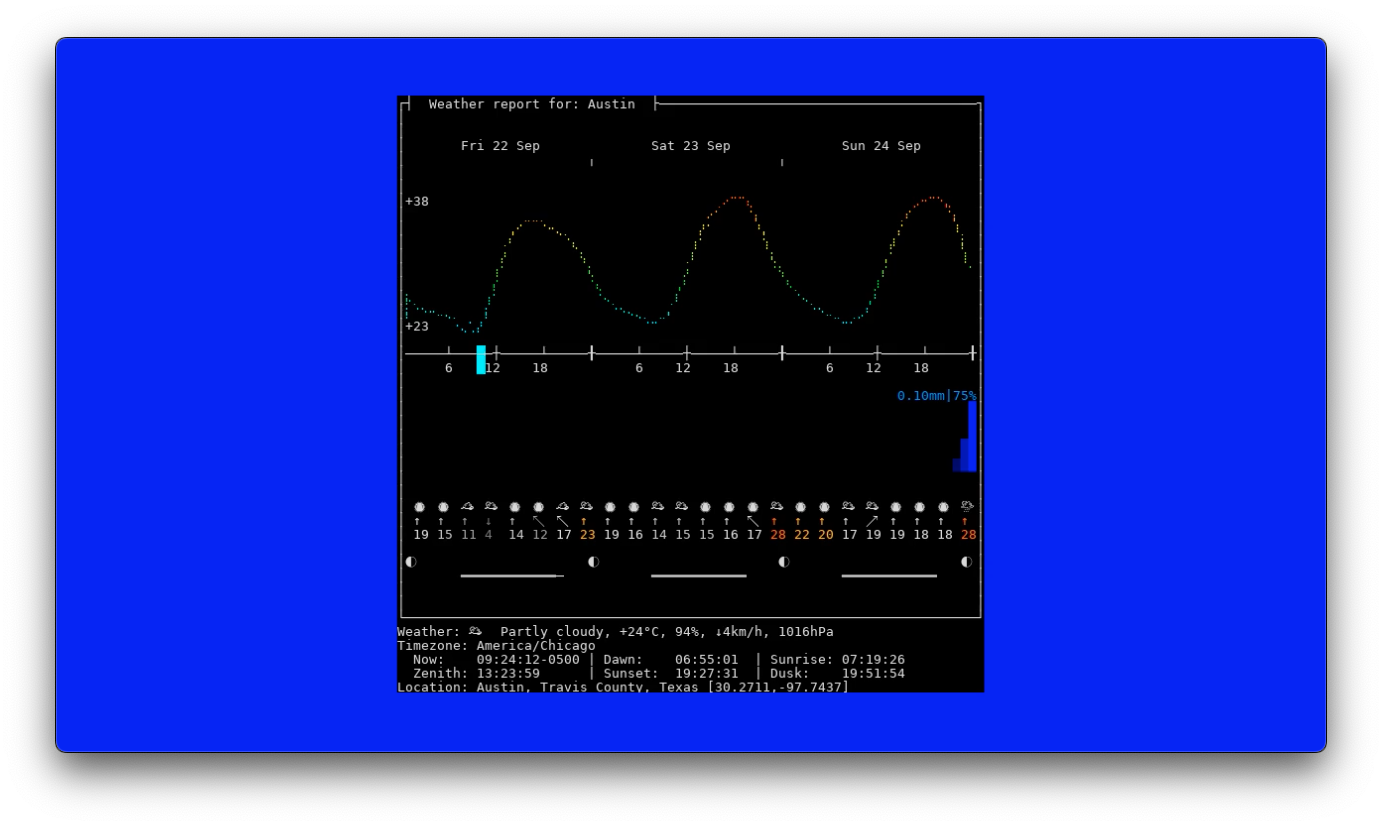 Weather report for: Austin
Fri 22 Sep Sat 23 Sep Sun 24 Sep
+38
+23
6 12 18 6 12 18 6 12 18
0.10mm|75%
↑ ↑ ↑ ↓ ↑ ↖ ↖ ↑ ↑ ↑ ↑ ↑ ↑ ↑ ↖ ↑ ↑ ↑ ↑ ↗ ↑ ↑ ↑ ↑
19 15 11 4 14 12 17 23 19 16 14 15 15 16 17 28 22 20 17 19 19 18 18 28
Weather: Partly cloudy, +24°C, 94%, ↓4km/h, 1016hPa
Timezone: America/Chicago
Now: 09:24:12-0500 | Dawn: 06:55:01 | Sunrise: 07:19:26
Zenith: 13:23:59 | Sunset: 19:27:31 | Dusk: 19:51:54
Location: Austin, Travis County, Texas [30.2711,-97.7437]